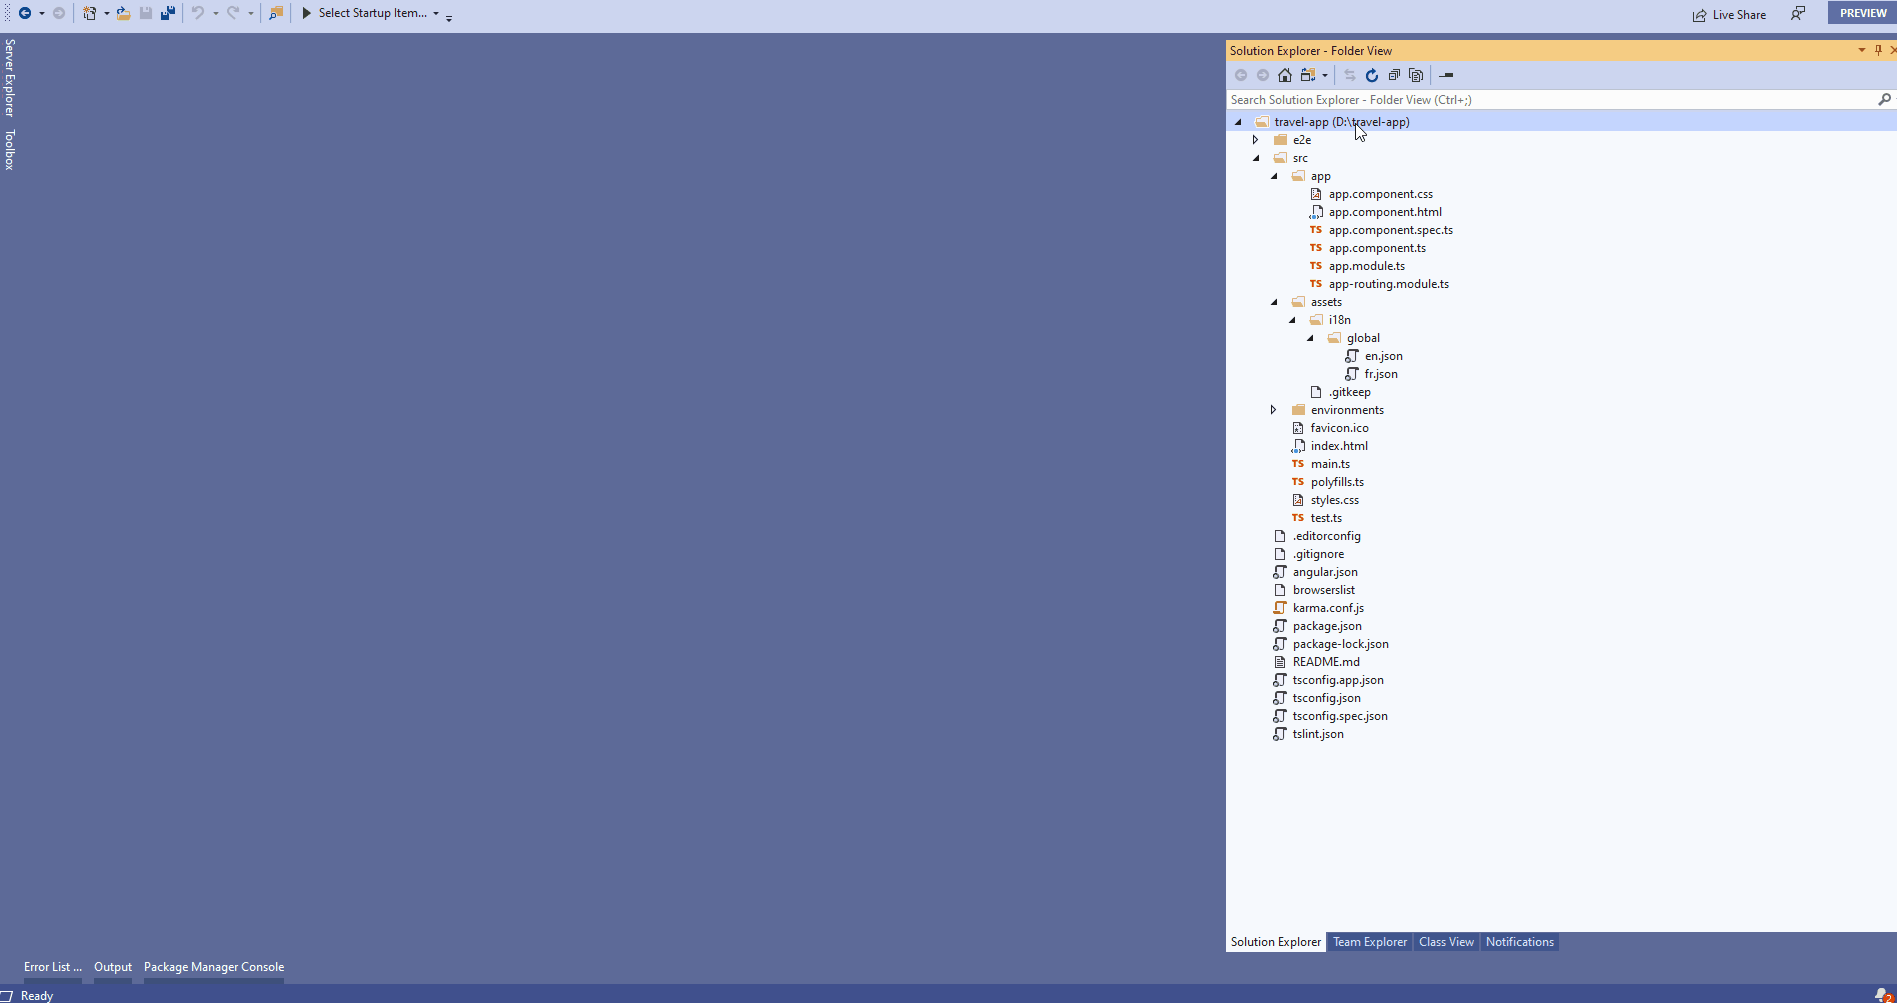 Select Startup Item...
Live Share
PREVIEW
Server Explorer
Toolbox
Solution Explorer - Folder View
Search Solution Explorer - Folder View (Ctrl+;)
travel-app (D:\travel-app)
e2e
src
app
app.component.css
app.component.html
TS app.component.spec.ts
TS app.component.ts
TS app.module.ts
TS app-routing.module.ts
assets
i18n
global
en.json
fr.json
.gitkeep
environments
favicon.ico
index.html
TS main.ts
TS polyfills.ts
styles.css
TS test.ts
.editorconfig
.gitignore
angular.json
browserslist
karma.conf.js
package.json
package-lock.json
README.md
tsconfig.app.json
tsconfig.json
tsconfig.spec.json
tslint.json
Solution Explorer Team Explorer Class View Notifications
Error List ... Output Package Manager Console
Ready
2